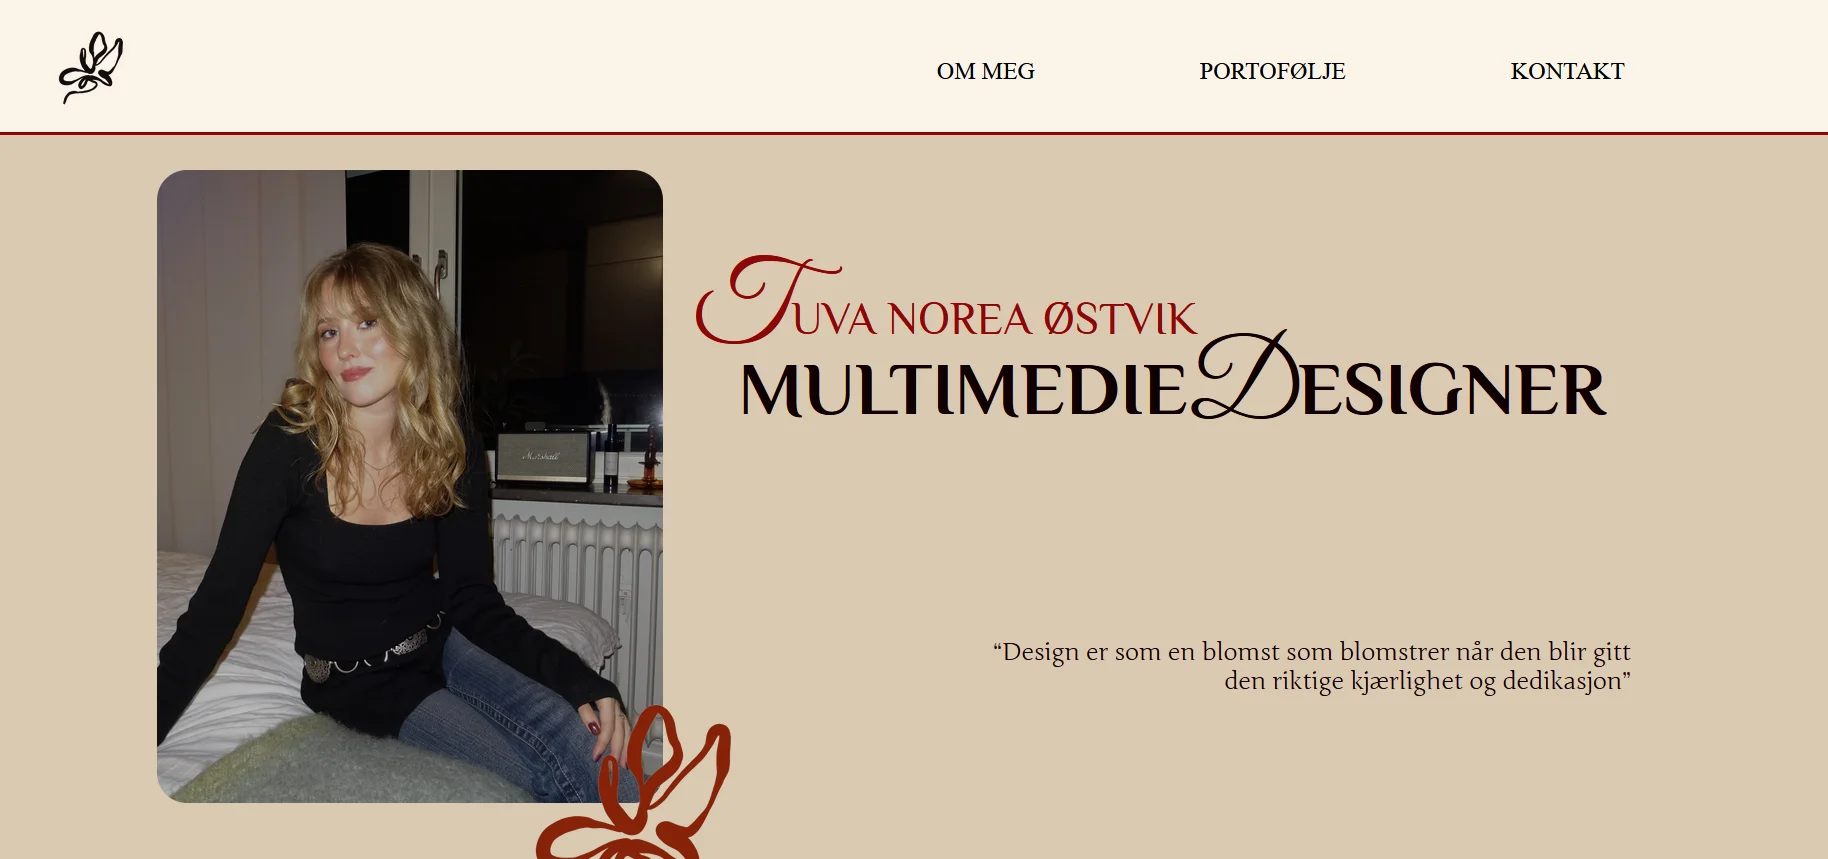 OM MEG
PORTOFØLJE
KONTAKT
TUVA NOREA ØSTVIK
MULTIMEDIEDESIGNER
Marshall
“Design er som en blomst som blomstrer når den blir gitt
den riktige kjærlighet og dedikasjon”